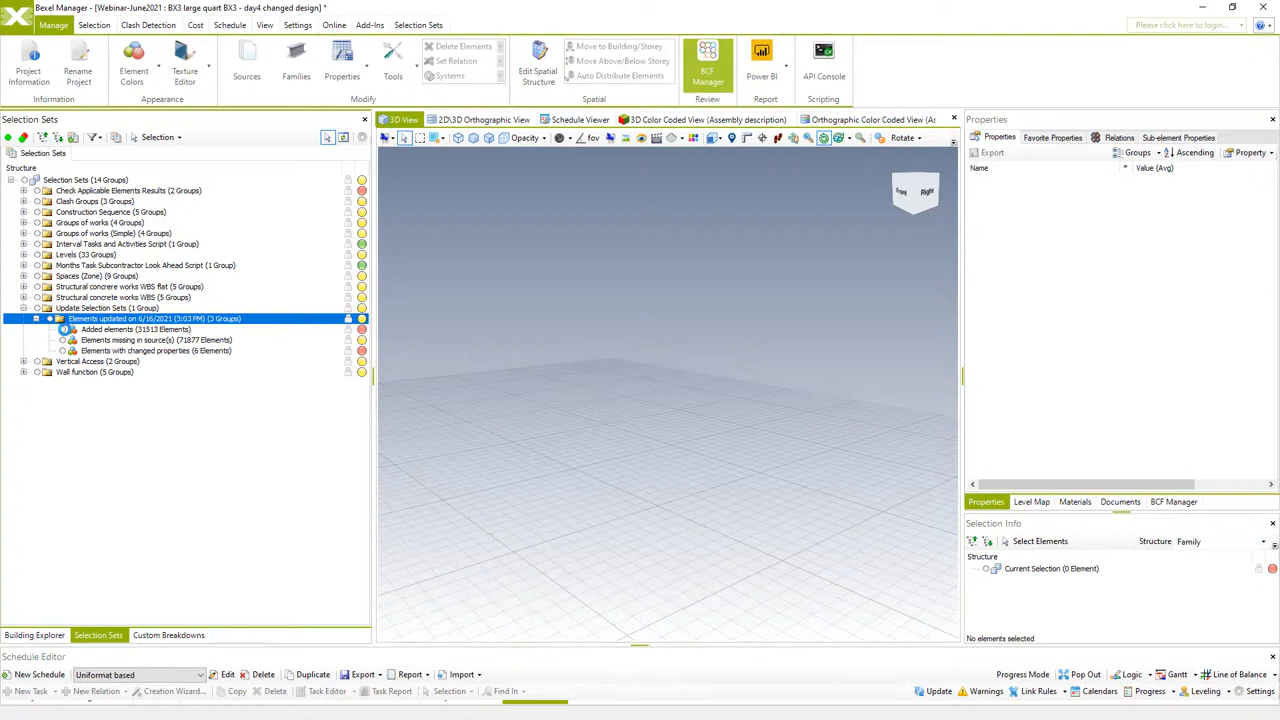 Bexel Manager - [Webinar-June2021 : BX3 large quart BX3 - day4 changed design] *
Manage Selection Clash Detection Cost Schedule View Settings Online Add-Ins Selection Sets
Please click here to login...
Project Information
Rename Project
Element Colors
Texture Editor
Sources
Families
Properties
Tools
Delete Elements
Set Relation
Systems
Edit Spatial Structure
Move to Building/Storey
Move Above/Below Storey
Auto Distribute Elements
BCF Manager
Power BI
API Console
Information Appearance Modify Spatial Review Report Scripting
Selection Sets
Selection
Selection Sets
Structure
Selection Sets (14 Groups)
Check Applicable Elements Results (2 Groups)
Clash Groups (3 Groups)
Construction Sequence (5 Groups)
Groups of works (4 Groups)
Groups of works (Simple) (4 Groups)
Interval Tasks and Activities Script (1 Group)
Levels (33 Groups)
Months Task Subcontractor Look Ahead Script (1 Group)
Spaces (Zone) (9 Groups)
Structural concrere works WBS flat (5 Groups)
Structural concrete works WBS (5 Groups)
Update Selection Sets (1 Group)
Elements updated on 6/16/2021 (3:03 PM) (3 Groups)
Added elements (31513 Elements)
Elements missing in source(s) (71877 Elements)
Elements with changed properties (6 Elements)
Vertical Access (2 Groups)
Wall function (5 Groups)
Building Explorer Selection Sets Custom Breakdowns
3D View 2D\3D Orthographic View Schedule Viewer 3D Color Coded View (Assembly description) Orthographic Color Coded View (As
Opacity fov Rotate
Front Right
Properties
Properties Favorite Properties Relations Sub-element Properties
Export Groups Ascending Property
Name * Value (Avg)
Properties Level Map Materials Documents BCF Manager
Selection Info
Select Elements Structure Family
Structure
Current Selection (0 Element)
No elements selected
Schedule Editor
New Schedule Uniformat based Edit Delete Duplicate Export Report Import Progress Mode Pop Out Logic Gantt Line of Balance
New Task New Relation Creation Wizard... Copy Delete Task Editor Task Report Selection Find In Update Warnings Link Rules Calendars Progress Leveling Settings